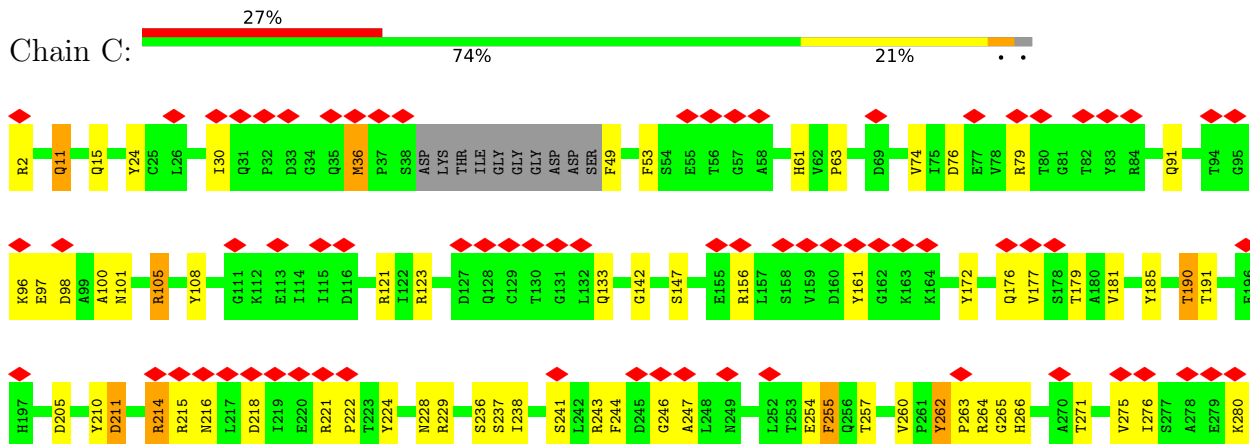 27%
Chain C:
74% 21% • •
R2 Q11 Q15 Y24 C25 L26 I30 Q31 P32 D33 G34 Q35 M36 P37 S38 ASP LYS THR ILE GLY GLY GLY ASP ASP SER F49 F53 S54 E55 T56 G57 A58 H61 V62 P63 D69 V74 I75 D76 E77 V78 R79 T80 G81 T82 Y83 R84 Q91 T94 G95
K96 E97 D98 A99 A100 N101 R105 Y108 G111 K112 E113 I114 I115 D116 R121 I122 R123 D127 Q128 C129 T130 G131 L132 Q133 G142 S147 E155 R156 L157 S158 V159 D160 Y161 G162 K163 K164 Y172 Q176 V177 S178 T179 A180 V181 Y185 T190 T191 E196
H197 D205 Y210 D211 R214 R215 N216 L217 D218 I219 E220 R221 P222 T223 Y224 N228 R229 S236 S237 I238 S241 L242 R243 F244 D245 G246 A247 L248 N249 L252 T253 E254 F255 Q256 T257 V260 P261 Y262 P263 R264 G265 H266 A270 T271 V275 I276 S277 A278 E279 K280